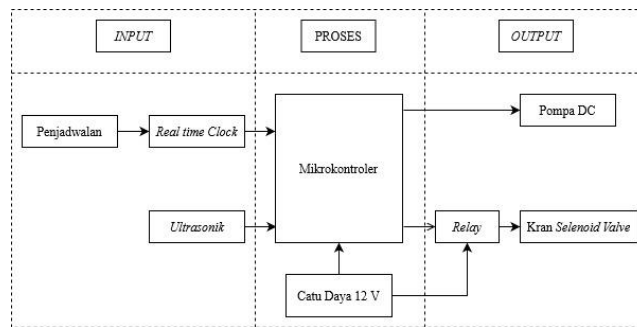 INPUT
PROSES
OUTPUT
Penjadwalan
Real time Clock
Mikrokontroler
Pompa DC
Ultrasonik
Relay
Kran Selenoid Valve
Catu Daya 12 V